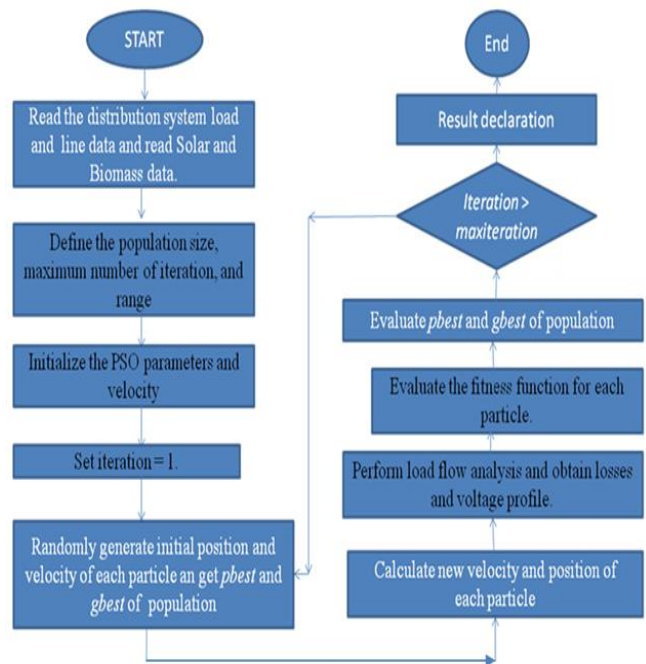 START
Read the distribution system load
and line data and read Solar and
Biomass data.
Define the population size,
maximum number of iteration, and
range
Initialize the PSO parameters and
velocity
Set iteration = 1.
Randomly generate initial position and
velocity of each particle an get pbest and
gbest of population
Calculate new velocity and position of
each particle
Perform load flow analysis and obtain losses
and voltage profile.
Evaluate the fitness function for each
particle.
Evaluate pbest and gbest of population
Iteration >
maxiteration
Result declaration
End